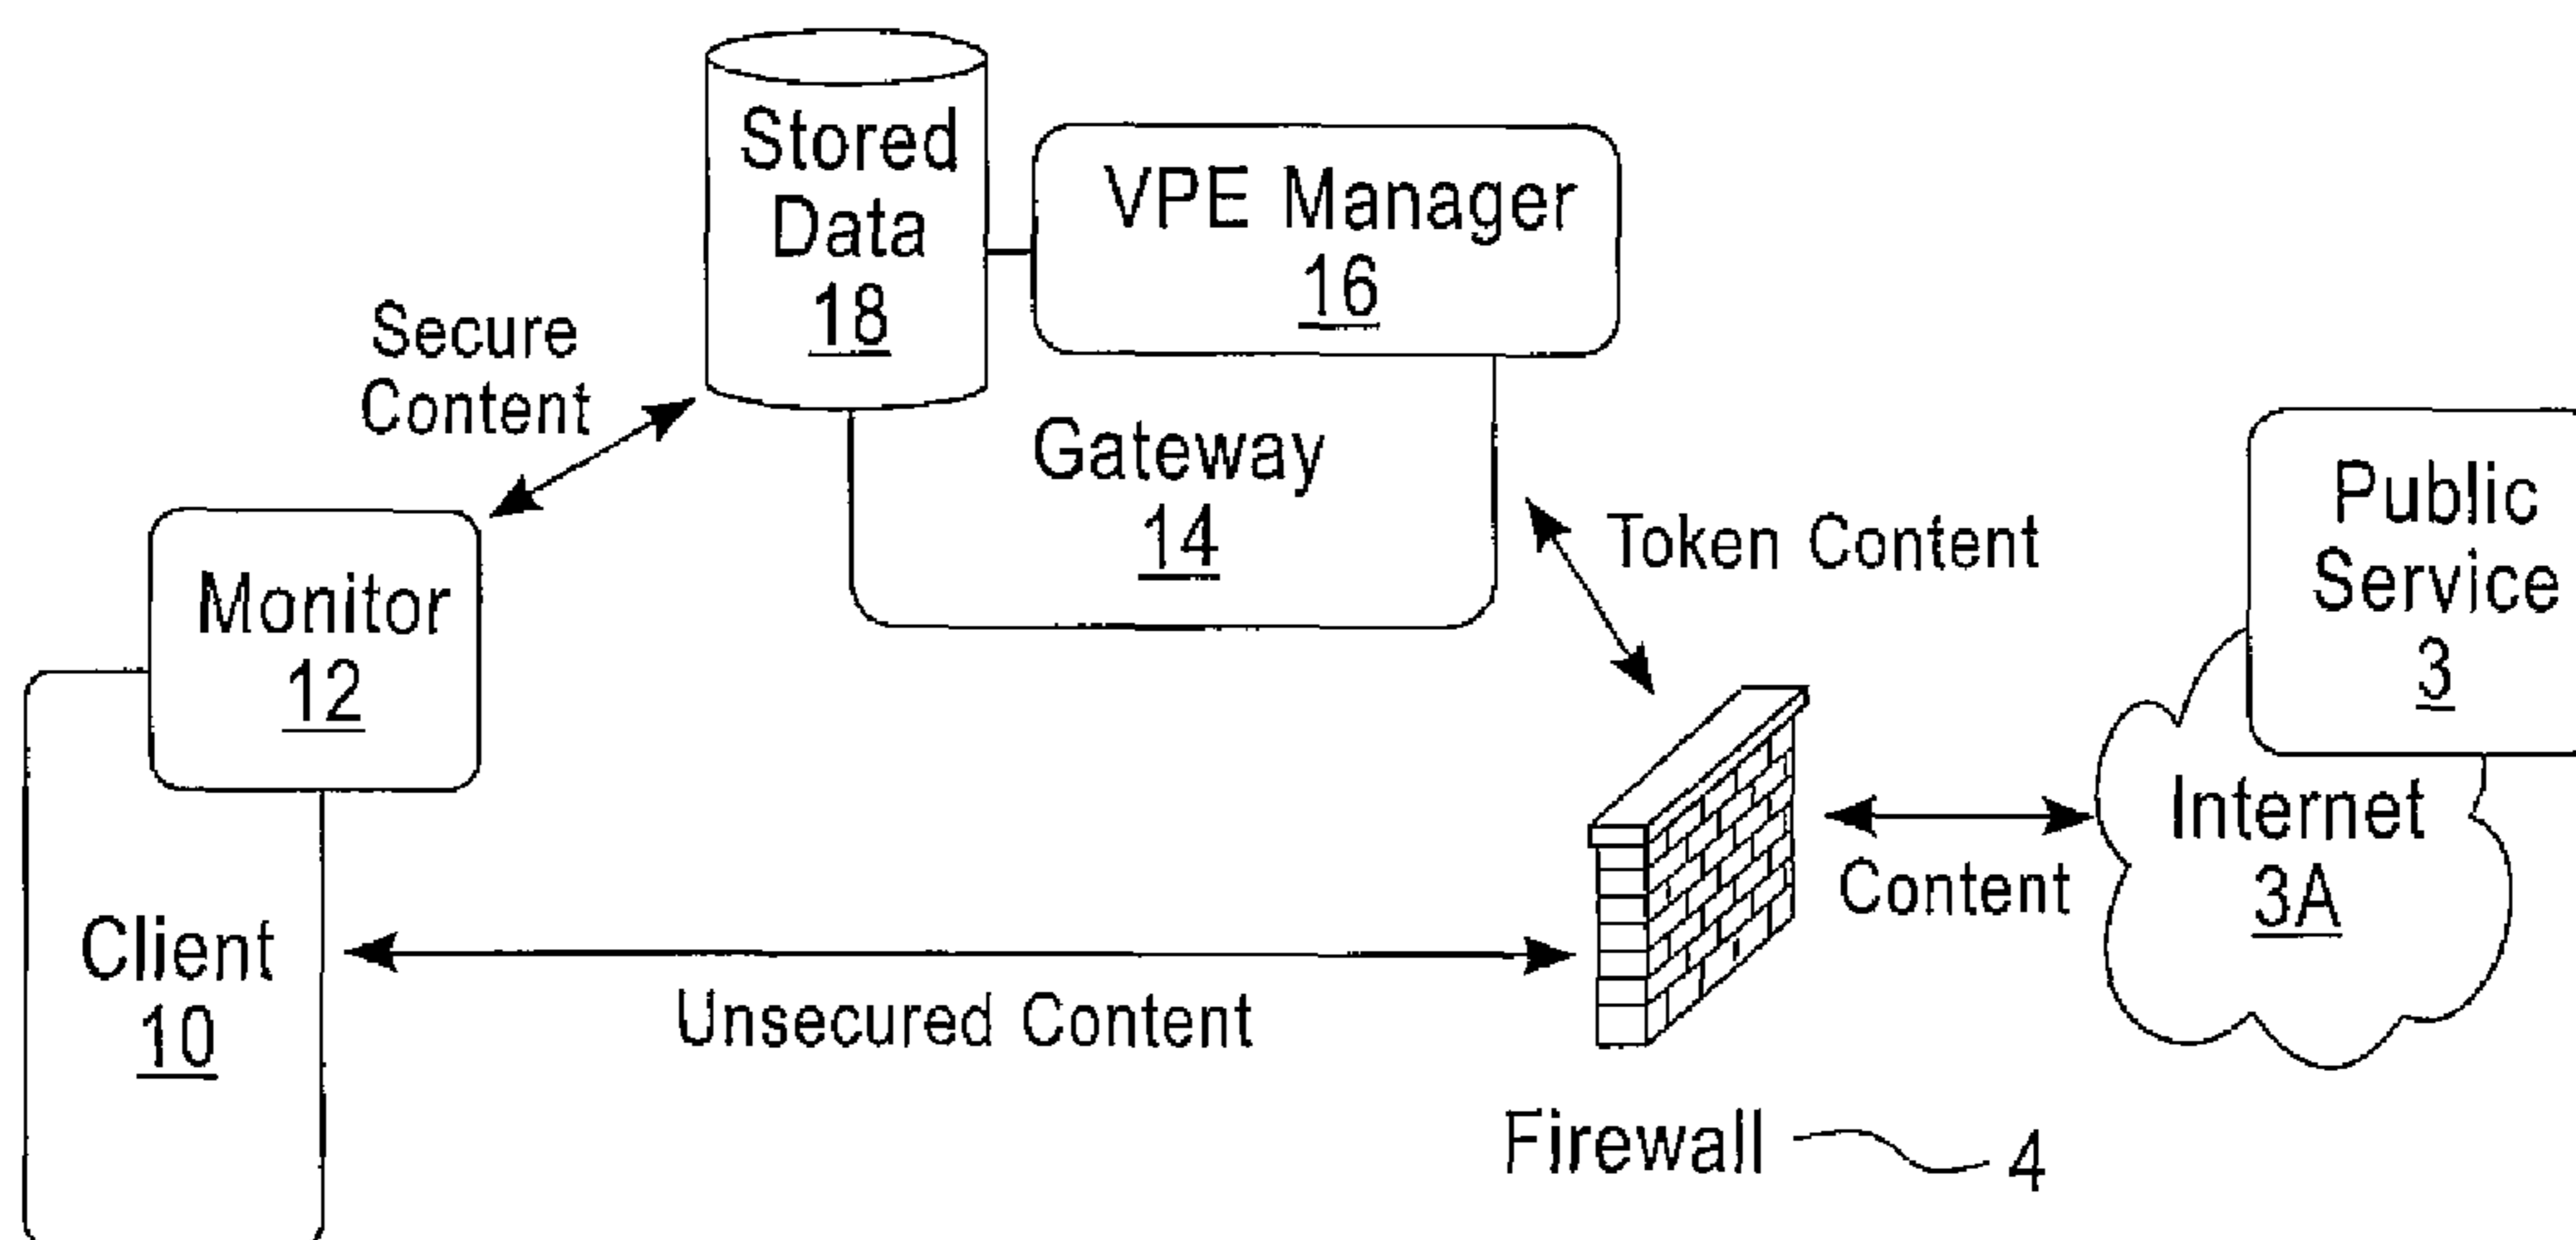 Stored
Data
18
VPE Manager
16
Secure
Content
Gateway
14
Token Content
Public
Service
3
Monitor
12
Internet
3A
Content
Client
10
Unsecured Content
Firewall
4